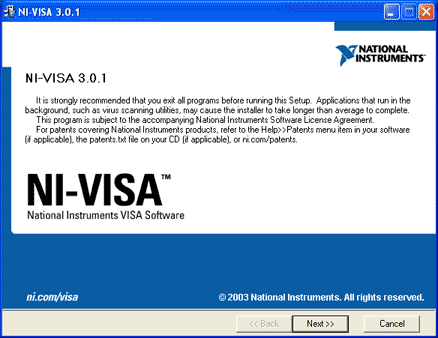 NI-VISA 3.0.1
NATIONAL
INSTRUMENTS™
NI-VISA 3.0.1
It is strongly recommended that you exit all programs before running this Setup. Applications that run in the
background, such as virus scanning utilities, may cause the installer to take longer than average to complete.
This program is subject to the accompanying National Instruments Software License Agreement.
For patents covering National Instruments products, refer to the Help>>Patents menu item in your software
(if applicable), the patents.txt file on your CD (if applicable), or ni.com/patents.
NI-VISA™
National Instruments VISA Software
ni.com/visa
© 2003 National Instruments. All rights reserved.
<< Back
Next >>
Cancel